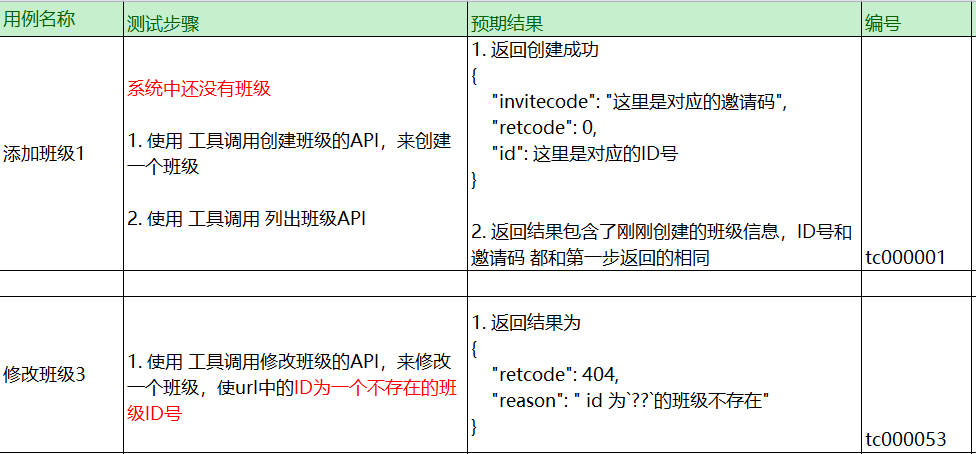 用例名称
测试步骤
预期结果
编号
添加班级1
系统中还没有班级
1. 使用 工具调用创建班级的API，来创建
一个班级
2. 使用 工具调用 列出班级API
1. 返回创建成功
{
"invitecode": "这里是对应的邀请码",
"retcode": 0,
"id": 这里是对应的ID号
}
2. 返回结果包含了刚刚创建的班级信息，ID号和
邀请码 都和第一步返回的相同
tc000001
修改班级3
1. 使用 工具调用修改班级的API，来修改
一个班级，使url中的ID为一个不存在的班
级ID号
1. 返回结果为
{
"retcode": 404,
"reason": " id 为`??`的班级不存在"
}
tc000053